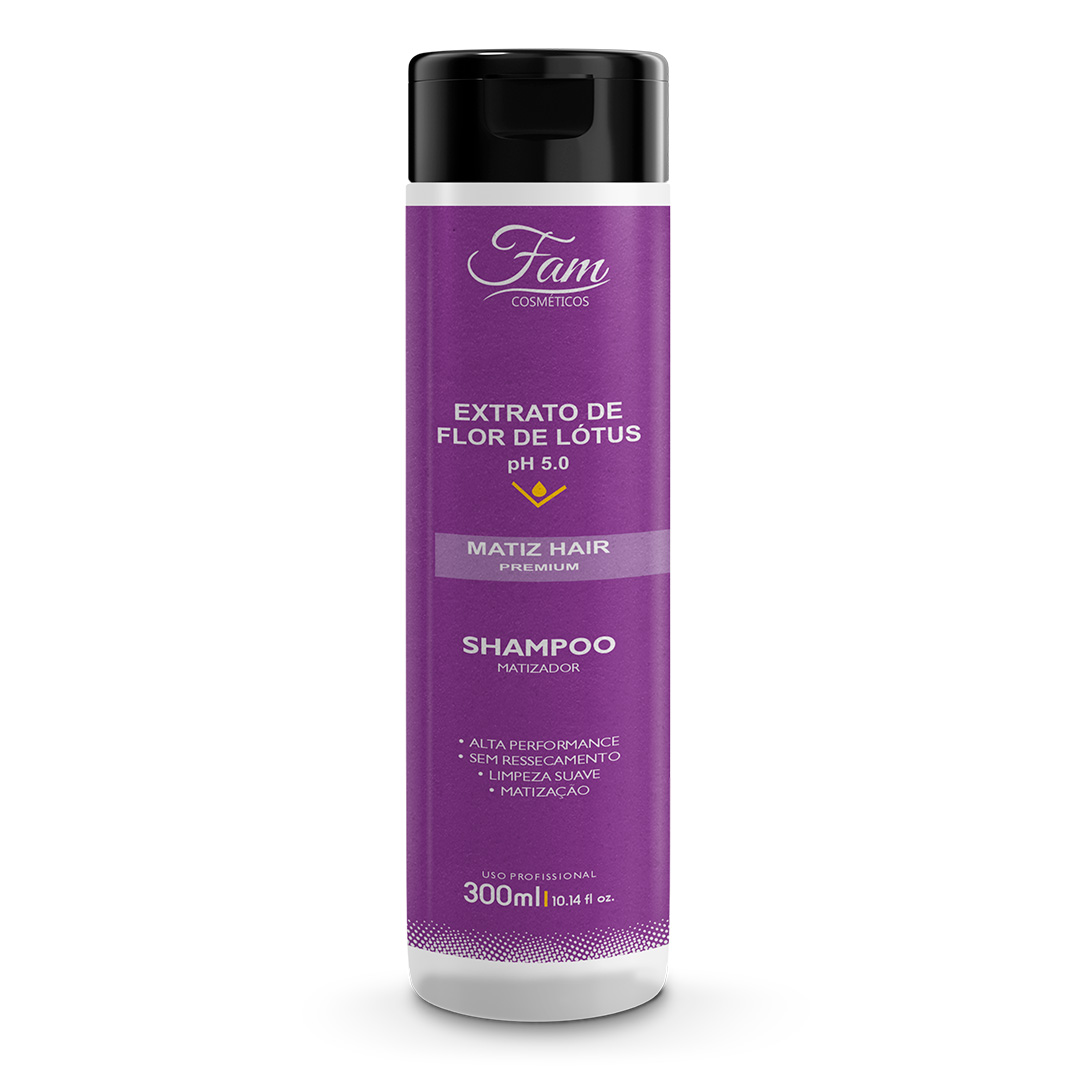 Fam
COSMÉTICOS
EXTRATO DE
FLOR DE LÓTUS
pH 5.0
MATIZ HAIR
PREMIUM
SHAMPOO
MATIZADOR
• ALTA PERFORMANCE
• SEM RESSECAMENTO
• LIMPEZA SUAVE
• MATIZAÇÃO
USO PROFISSIONAL
300ml | 10.14 fl oz.